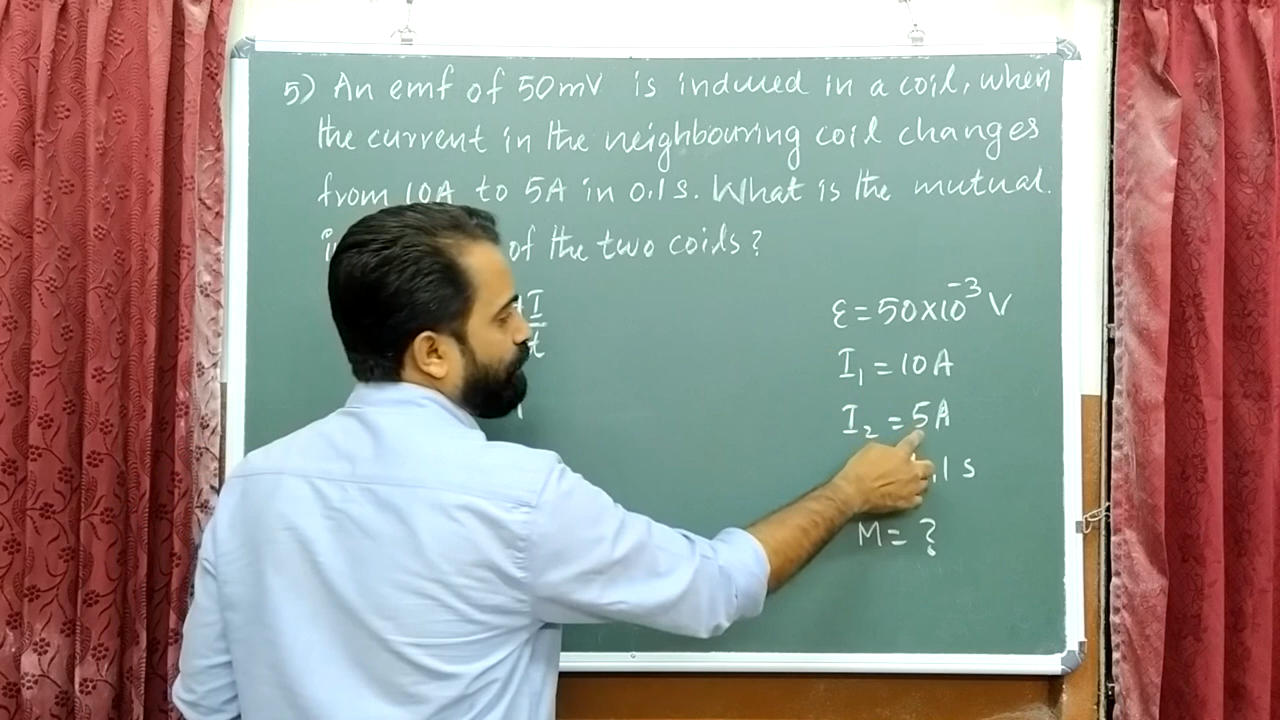 5) An emf of 50mV is induced in a coil, when
the current in the neighbouring coil changes
from 10A to 5A in 0.1s. What is the mutual
of the two coils?
ε = 50×10⁻³ V
I₁ = 10A
I₂ = 5A
.1 s
M = ?